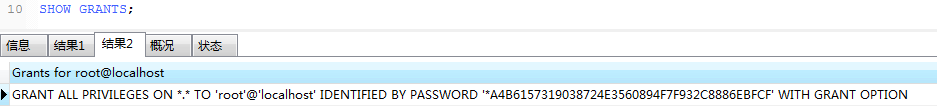 10 SHOW GRANTS;
信息 结果1 结果2 概况 状态
Grants for root@localhost
GRANT ALL PRIVILEGES ON *.* TO 'root'@'localhost' IDENTIFIED BY PASSWORD '*A4B6157319038724E3560894F7F932C8886EBFCF' WITH GRANT OPTION